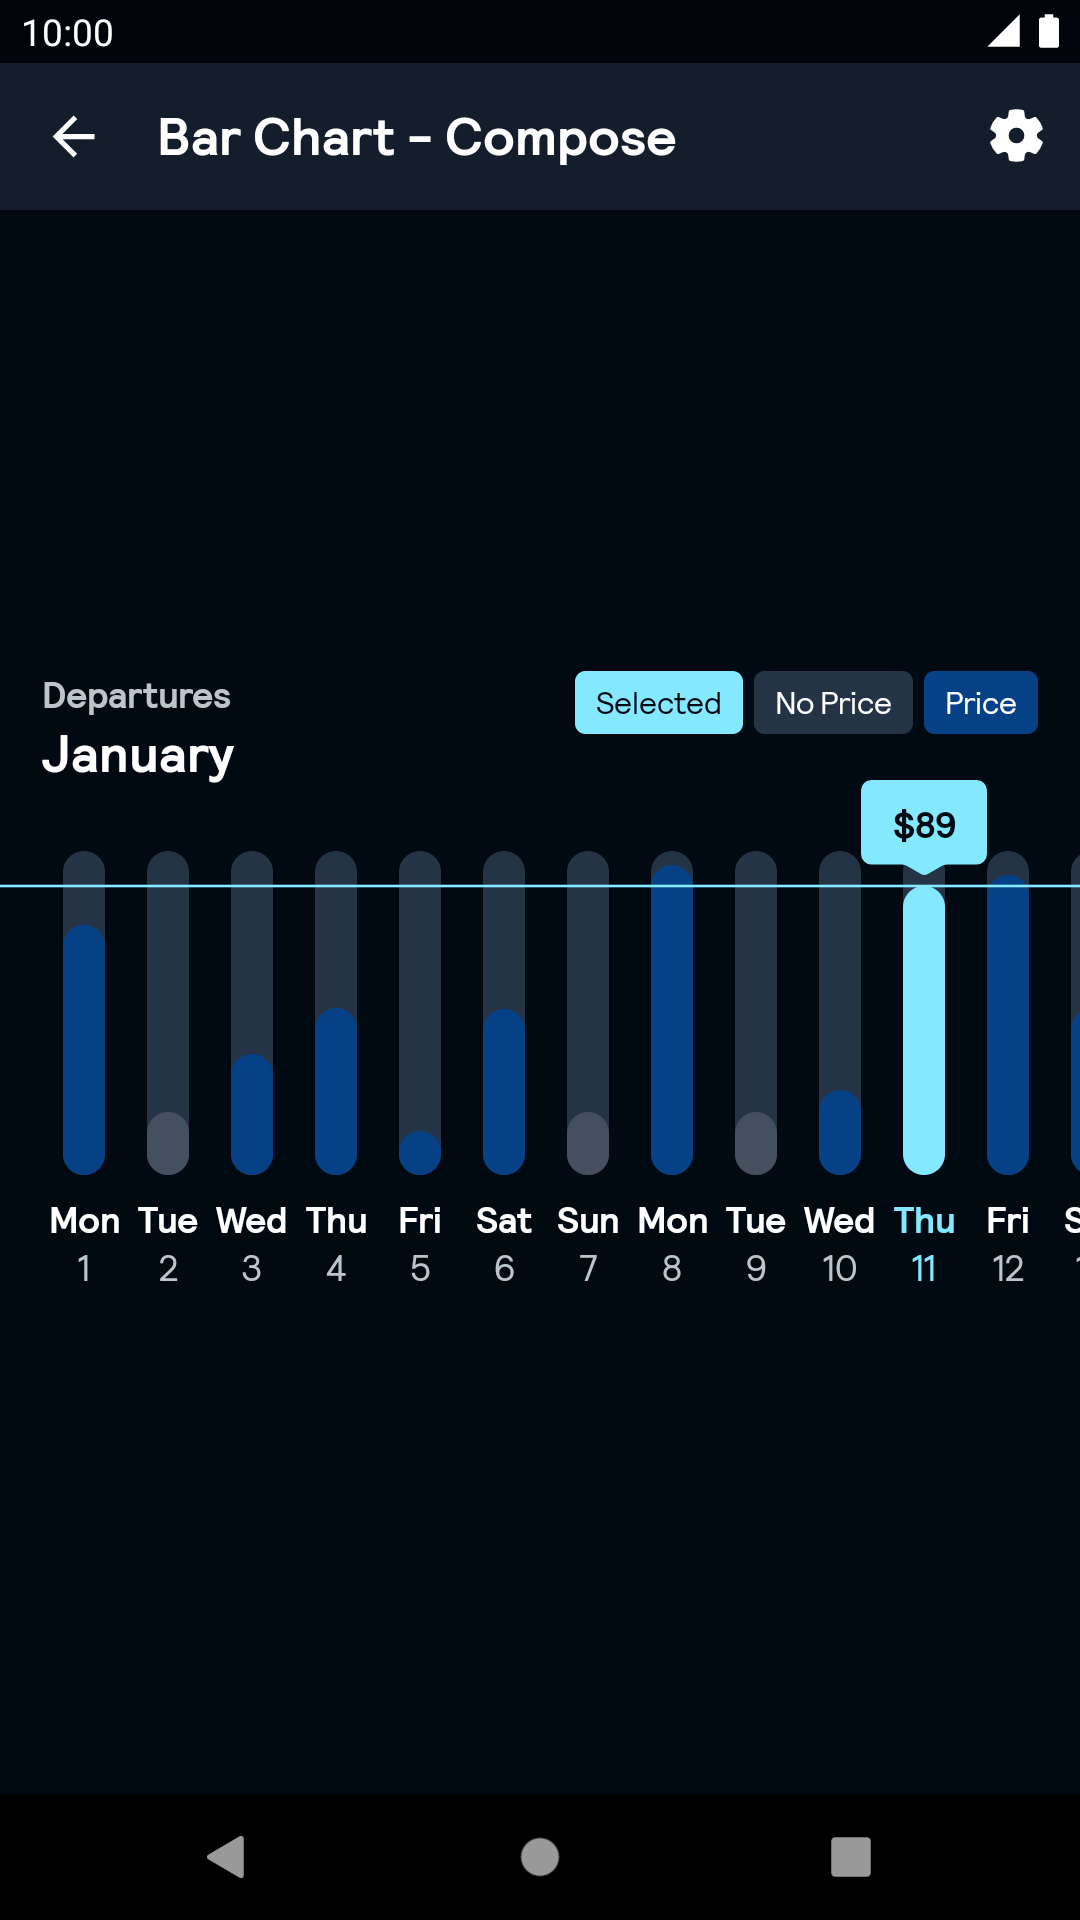 10:00
Bar Chart - Compose
Departures
January
Selected
No Price
Price
$89
Mon Tue Wed Thu Fri Sat Sun Mon Tue Wed Thu Fri
1 2 3 4 5 6 7 8 9 10 11 12